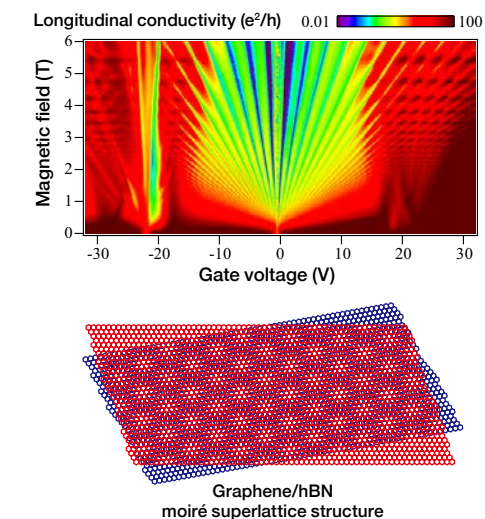 Longitudinal conductivity (e²/h) 0.01 100
6
5
4
3
2
1
0
Magnetic field (T)
-30 -20 -10 0 10 20 30
Gate voltage (V)
Graphene/hBN
moiré superlattice structure